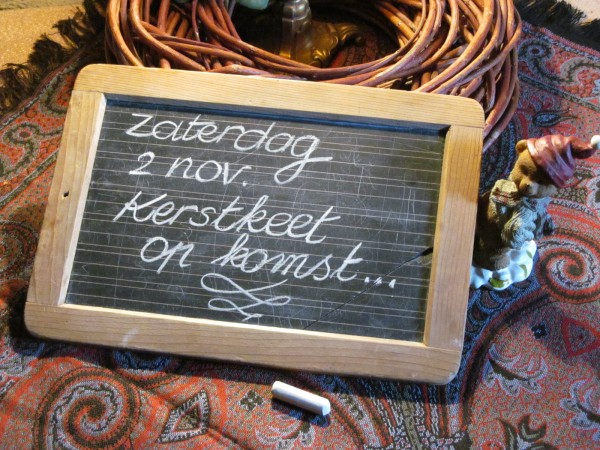 Zaterdag
2 nov.
Kerstkeet
op komst...